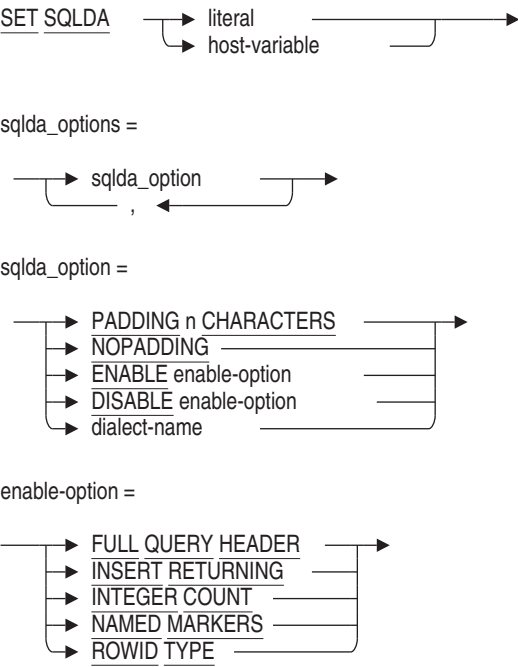 SET SQLDA literal
host-variable
sqlda_options =
sqlda_option
,
sqlda_option =
PADDING n CHARACTERS
NOPADDING
ENABLE enable-option
DISABLE enable-option
dialect-name
enable-option =
FULL QUERY HEADER
INSERT RETURNING
INTEGER COUNT
NAMED MARKERS
ROWID TYPE